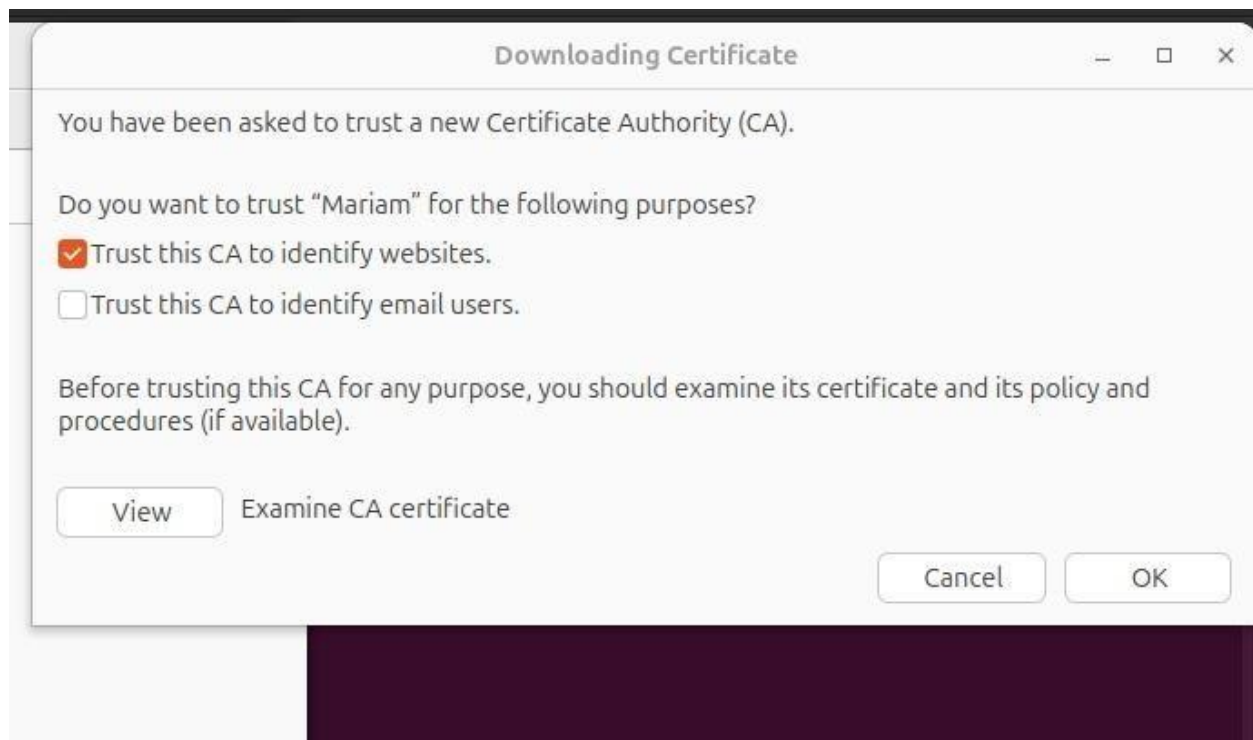 Downloading Certificate
You have been asked to trust a new Certificate Authority (CA).
Do you want to trust “Mariam” for the following purposes?
Trust this CA to identify websites.
Trust this CA to identify email users.
Before trusting this CA for any purpose, you should examine its certificate and its policy and
procedures (if available).
View Examine CA certificate
Cancel OK